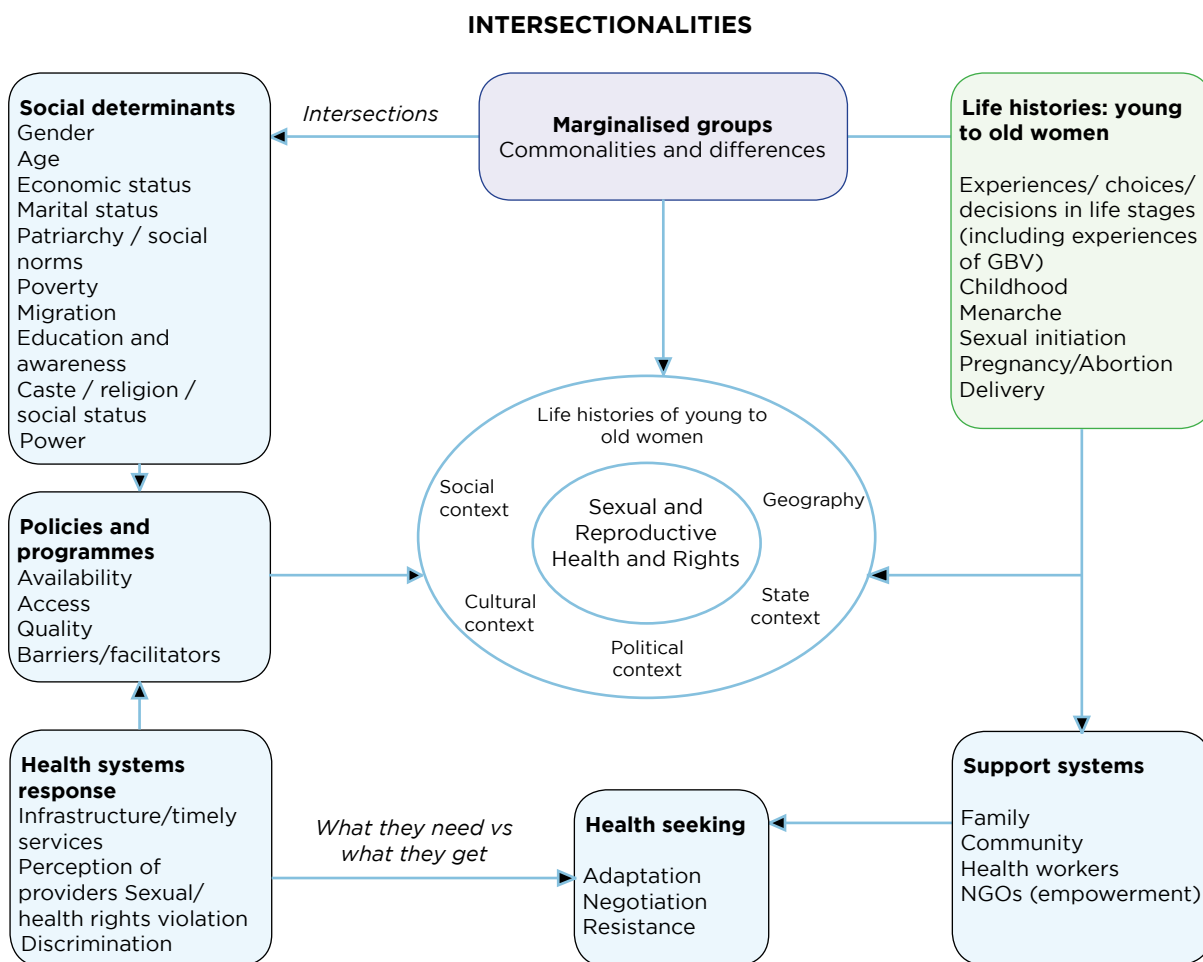 INTERSECTIONALITIES
Social determinants
Gender
Age
Economic status
Marital status
Patriarchy / social
norms
Poverty
Migration
Education and
awareness
Caste / religion /
social status
Power
Intersections
Marginalised groups
Commonalities and differences
Life histories: young
to old women
Experiences/ choices/
decisions in life stages
(including experiences
of GBV)
Childhood
Menarche
Sexual initiation
Pregnancy/Abortion
Delivery
Life histories of young to
old women
Social
context
Geography
Sexual and
Reproductive
Health and Rights
Cultural
context
State
context
Political
context
Policies and
programmes
Availability
Access
Quality
Barriers/facilitators
Health systems
response
Infrastructure/timely
services
Perception of
providers Sexual/
health rights violation
Discrimination
What they need vs
what they get
Health seeking
Adaptation
Negotiation
Resistance
Support systems
Family
Community
Health workers
NGOs (empowerment)